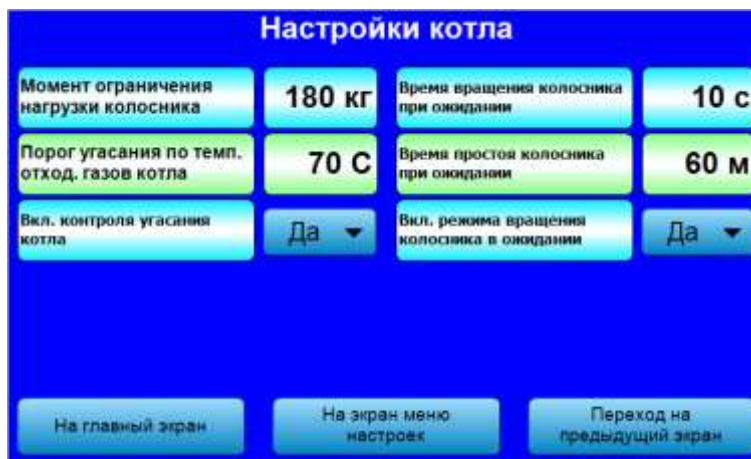 Настройки котла
Момент ограничения
нагрузки колосника
180 кг
Время вращения колосника
при ожидании
10 с
Порог угасания по темп.
отход. газов котла
70 С
Время простоя колосника
при ожидании
60 м
Вкл. контроля угасания
котла
Да
Вкл. режима вращения
колосника в ожидании
Да
На главный экран
На экран меню
настроек
Переход на
предыдущий экран